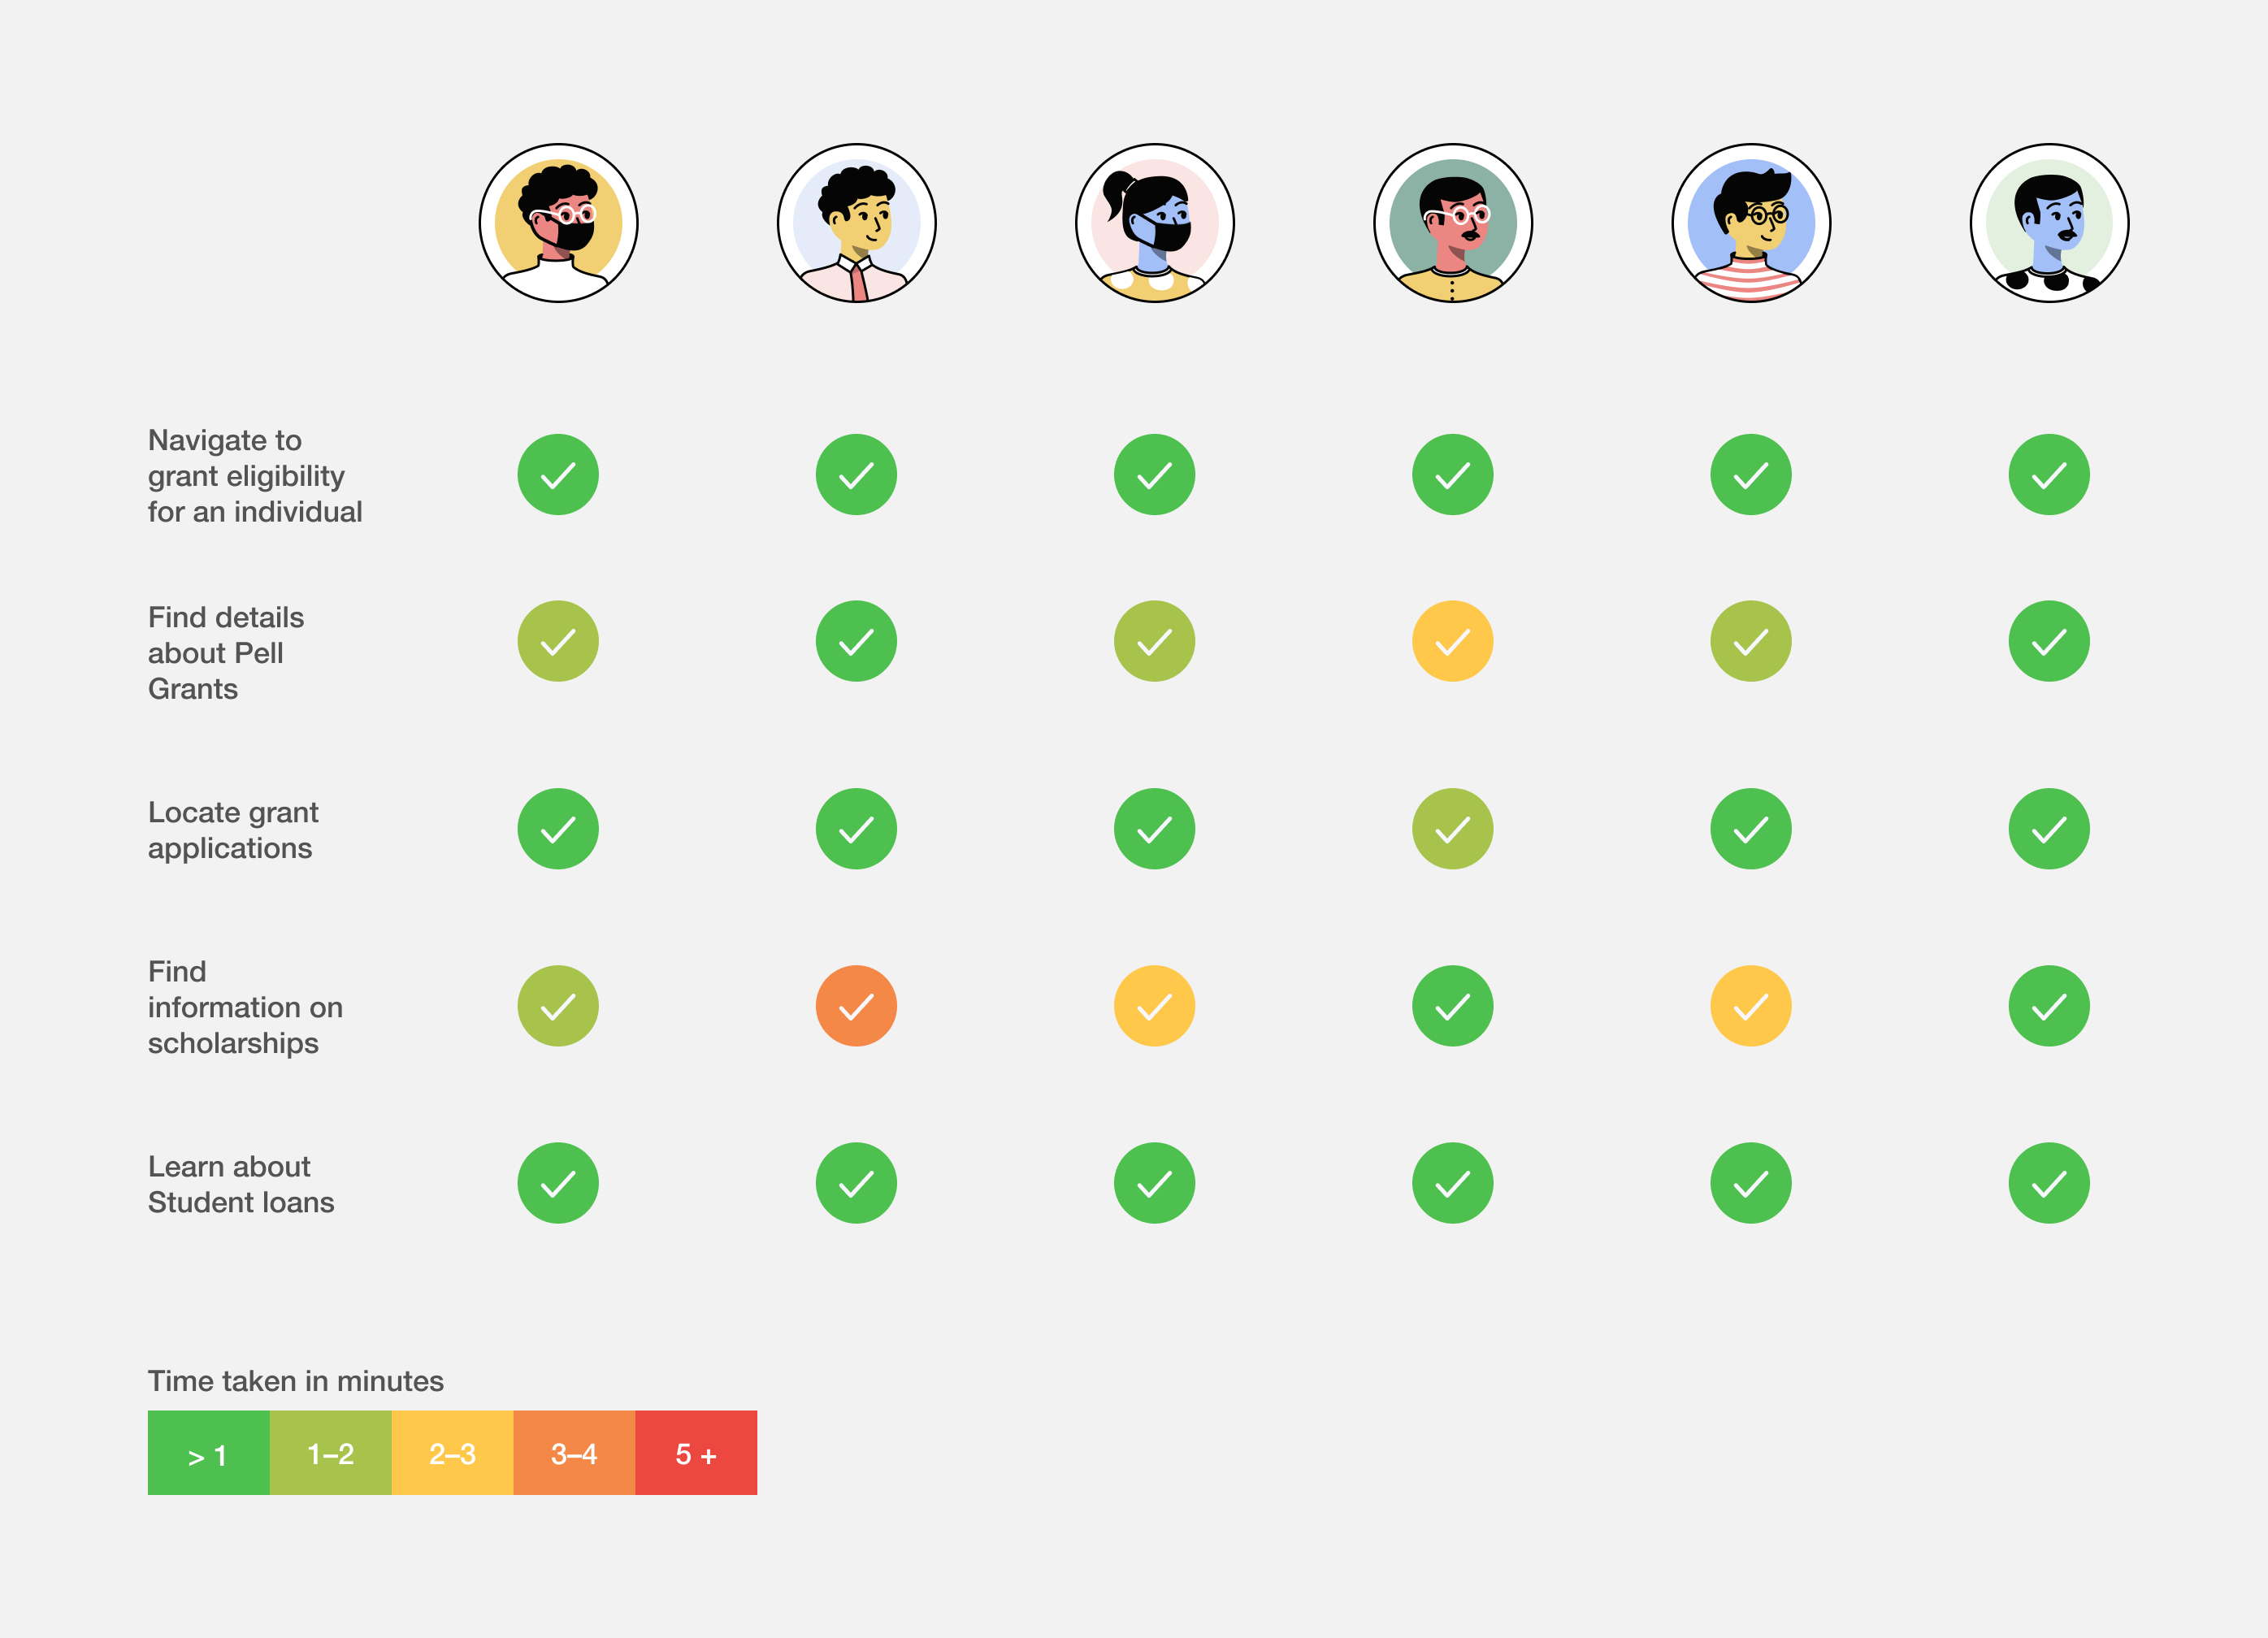 Navigate to
grant eligibility
for an individual
Find details
about Pell
Grants
Locate grant
applications
Find
information on
scholarships
Learn about
Student loans
Time taken in minutes
> 1 1–2 2–3 3–4 5 +